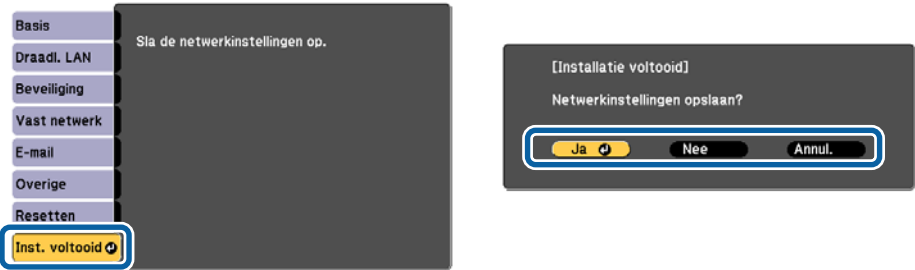 Basis
Draadl. LAN
Beveiliging
Vast netwerk
E-mail
Overige
Resetten
Inst. voltooid
Sla de netwerkinstellingen op.
[Installatie voltooid]
Netwerkinstellingen opslaan?
Ja Nee Annul.